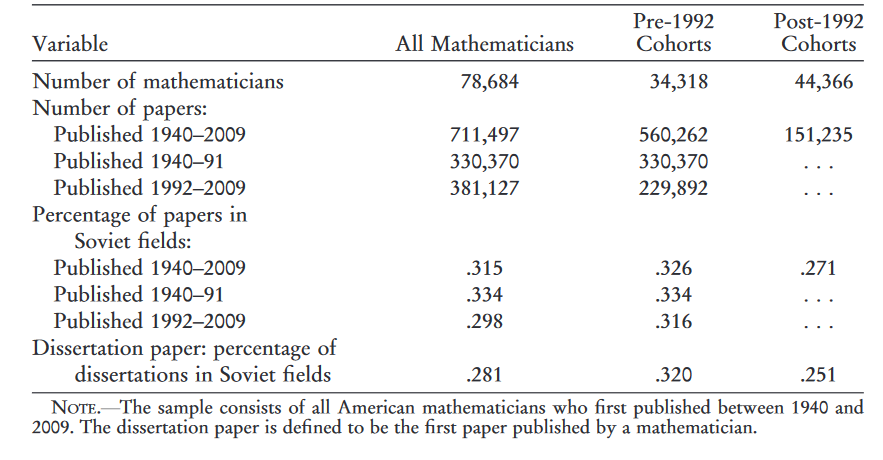 Variable All Mathematicians Pre-1992 Cohorts Post-1992 Cohorts
Number of mathematicians 78,684 34,318 44,366
Number of papers:
Published 1940–2009 711,497 560,262 151,235
Published 1940–91 330,370 330,370 . . .
Published 1992–2009 381,127 229,892 . . .
Percentage of papers in
Soviet fields:
Published 1940–2009 .315 .326 .271
Published 1940–91 .334 .334 . . .
Published 1992–2009 .298 .316 . . .
Dissertation paper: percentage of
dissertations in Soviet fields .281 .320 .251
Note.—The sample consists of all American mathematicians who first published between 1940 and
2009. The dissertation paper is defined to be the first paper published by a mathematician.